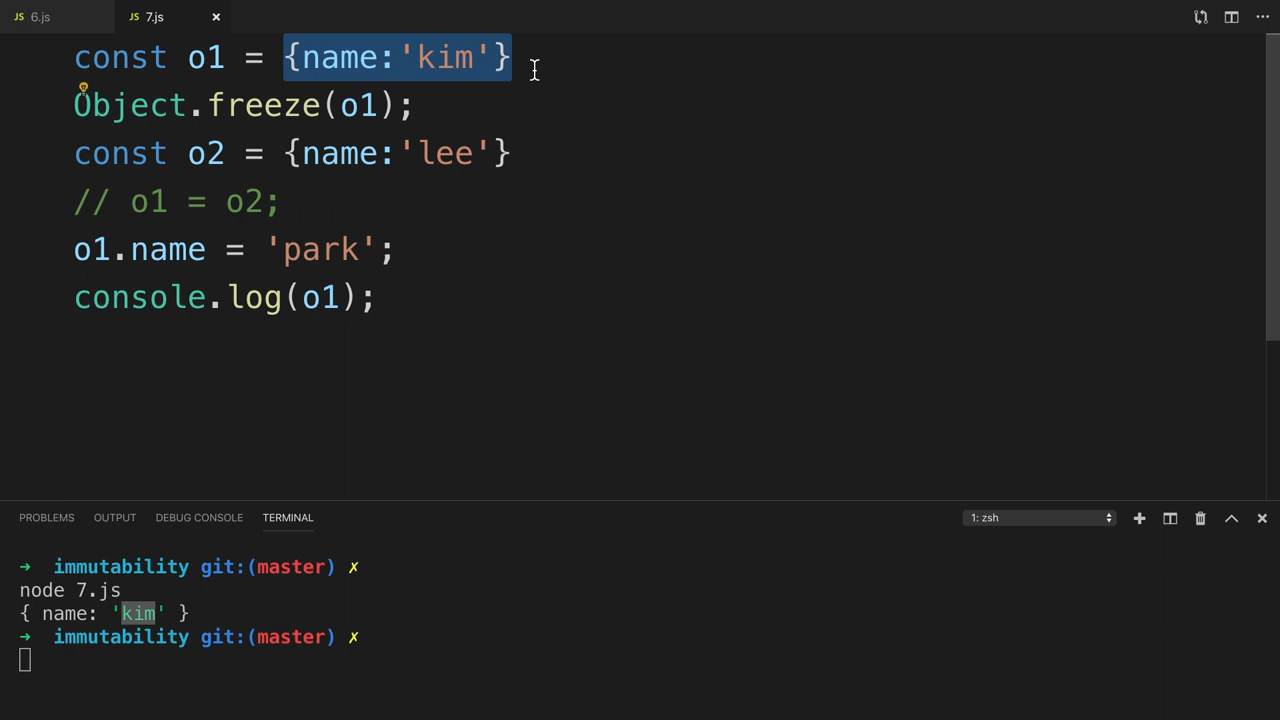 JS 6.js
JS 7.js
const o1 = {name:'kim'}
Object.freeze(o1);
const o2 = {name:'lee'}
// o1 = o2;
o1.name = 'park';
console.log(o1);
PROBLEMS OUTPUT DEBUG CONSOLE TERMINAL 1: zsh
→ immutability git:(master) ✗
node 7.js
{ name: 'kim' }
→ immutability git:(master) ✗